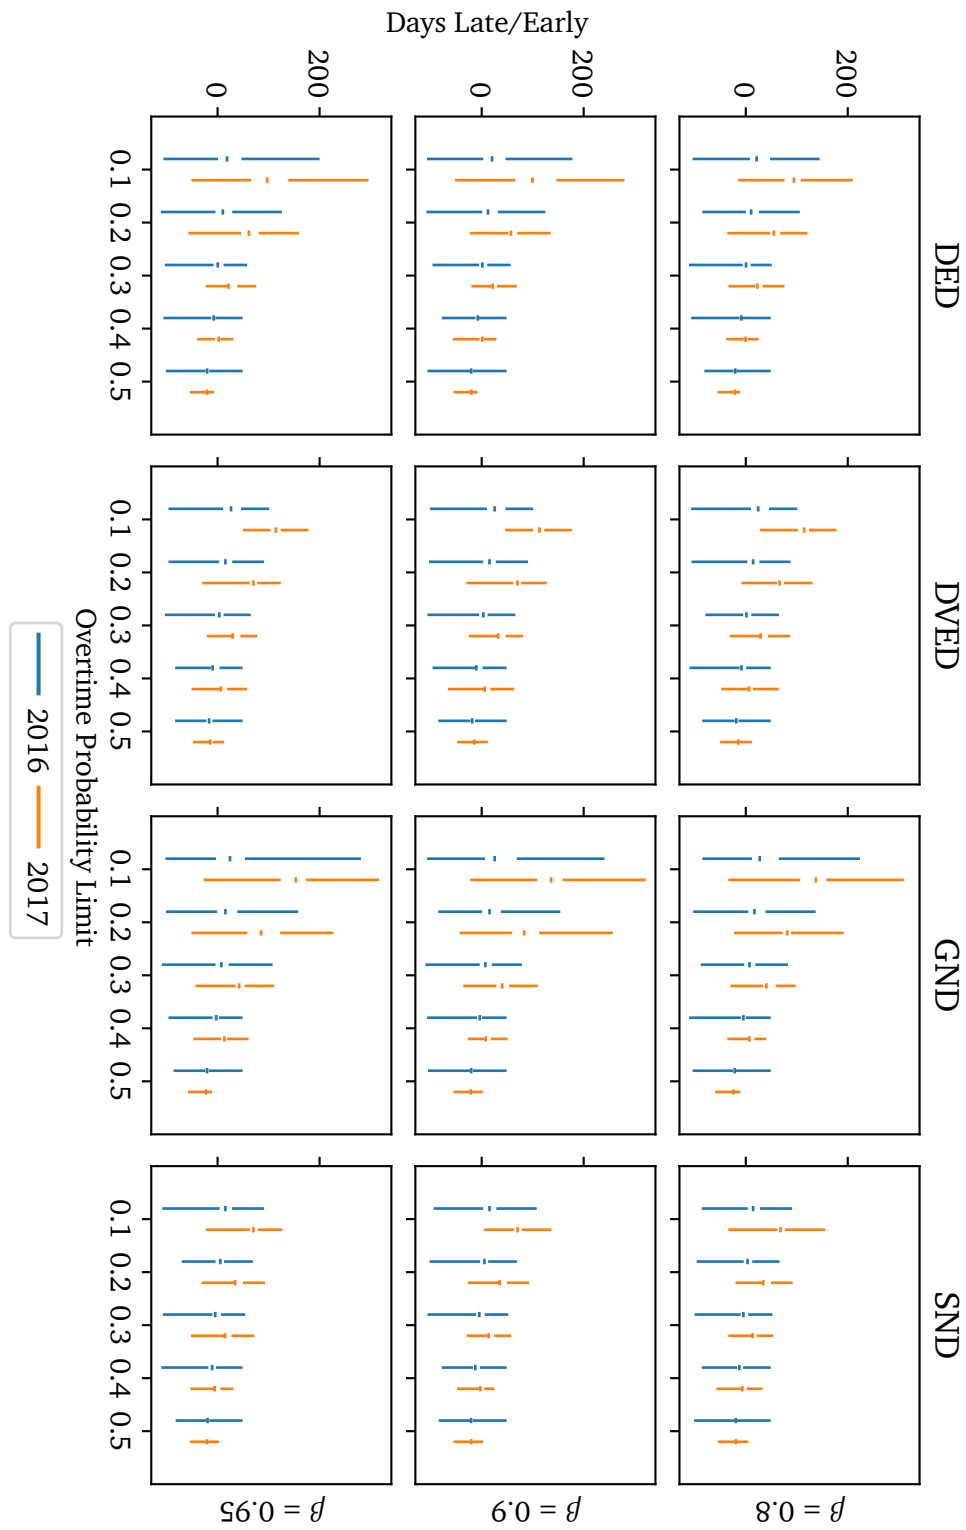 DED
DVED
GND
SND
200
0
β = 0.8
200
0
β = 0.9
200
0
β = 0.95
Days Late/Early
0.1 0.2 0.3 0.4 0.5
0.1 0.2 0.3 0.4 0.5
0.1 0.2 0.3 0.4 0.5
0.1 0.2 0.3 0.4 0.5
Overtime Probability Limit
2016
2017